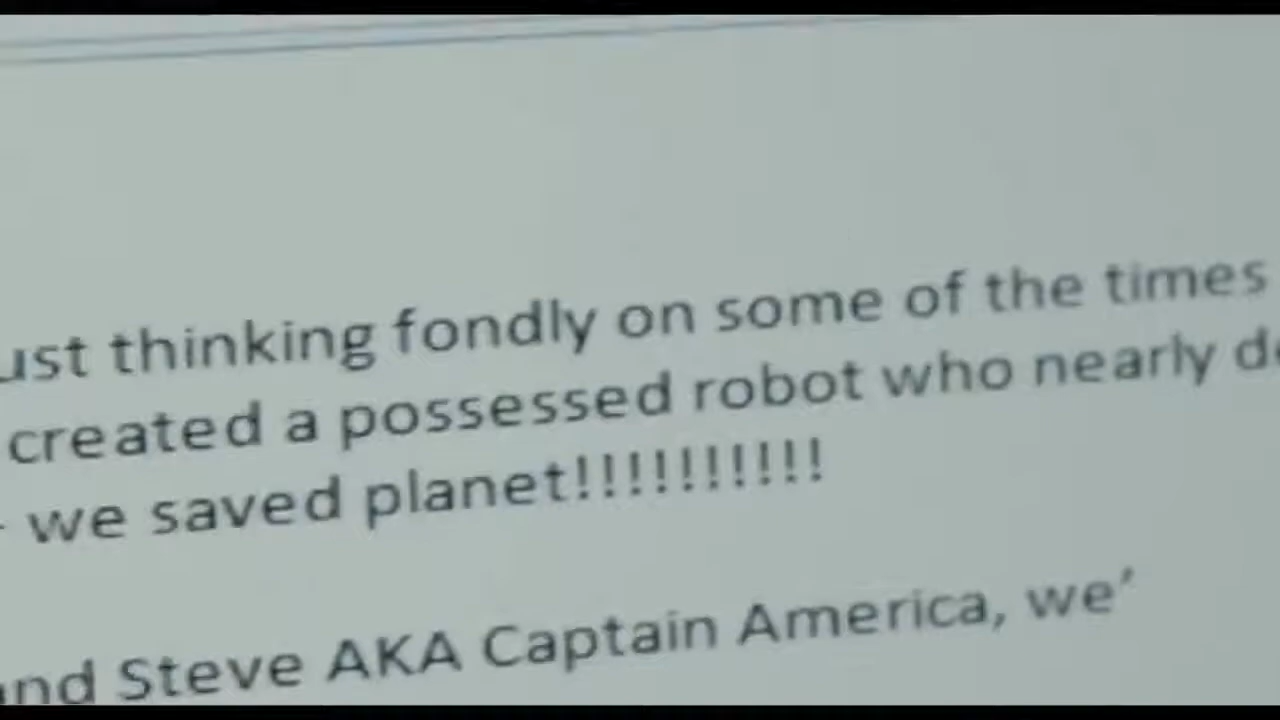 ust thinking fondly on some of the times
created a possessed robot who nearly
we saved planet!!!!!!!!!!
and Steve AKA Captain America, we'